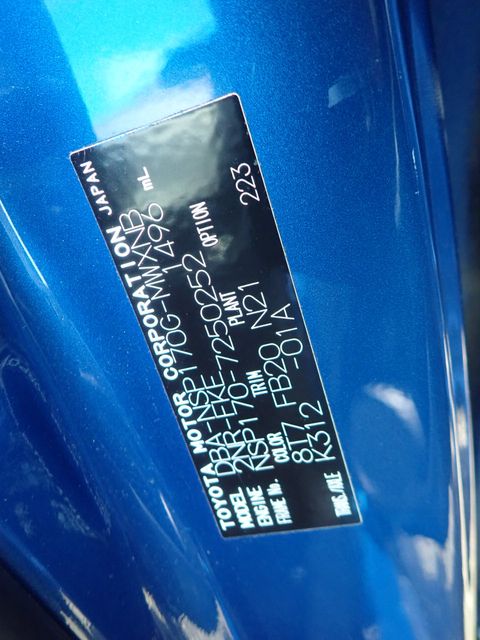 TOYOTA MOTOR CORPORATION JAPAN
MODEL DBA-NSP170G-MWXNB
ENGINE 2NR-FKE 1496 mL
FRAME No. NSP170-7250252
COLOR TRIM PLANT OPTION
8T7 FB20 N21 223
TRANS./AXLE K312 -01A